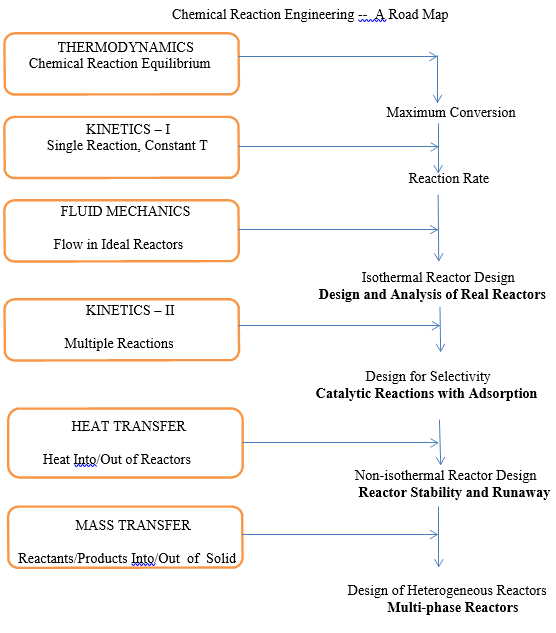 Chemical Reaction Engineering -- A Road Map
THERMODYNAMICS
Chemical Reaction Equilibrium
Maximum Conversion
KINETICS – I
Single Reaction, Constant T
Reaction Rate
FLUID MECHANICS
Flow in Ideal Reactors
Isothermal Reactor Design
Design and Analysis of Real Reactors
KINETICS – II
Multiple Reactions
Design for Selectivity
Catalytic Reactions with Adsorption
HEAT TRANSFER
Heat Into/Out of Reactors
Non-isothermal Reactor Design
Reactor Stability and Runaway
MASS TRANSFER
Reactants/Products Into/Out of Solid
Design of Heterogeneous Reactors
Multi-phase Reactors